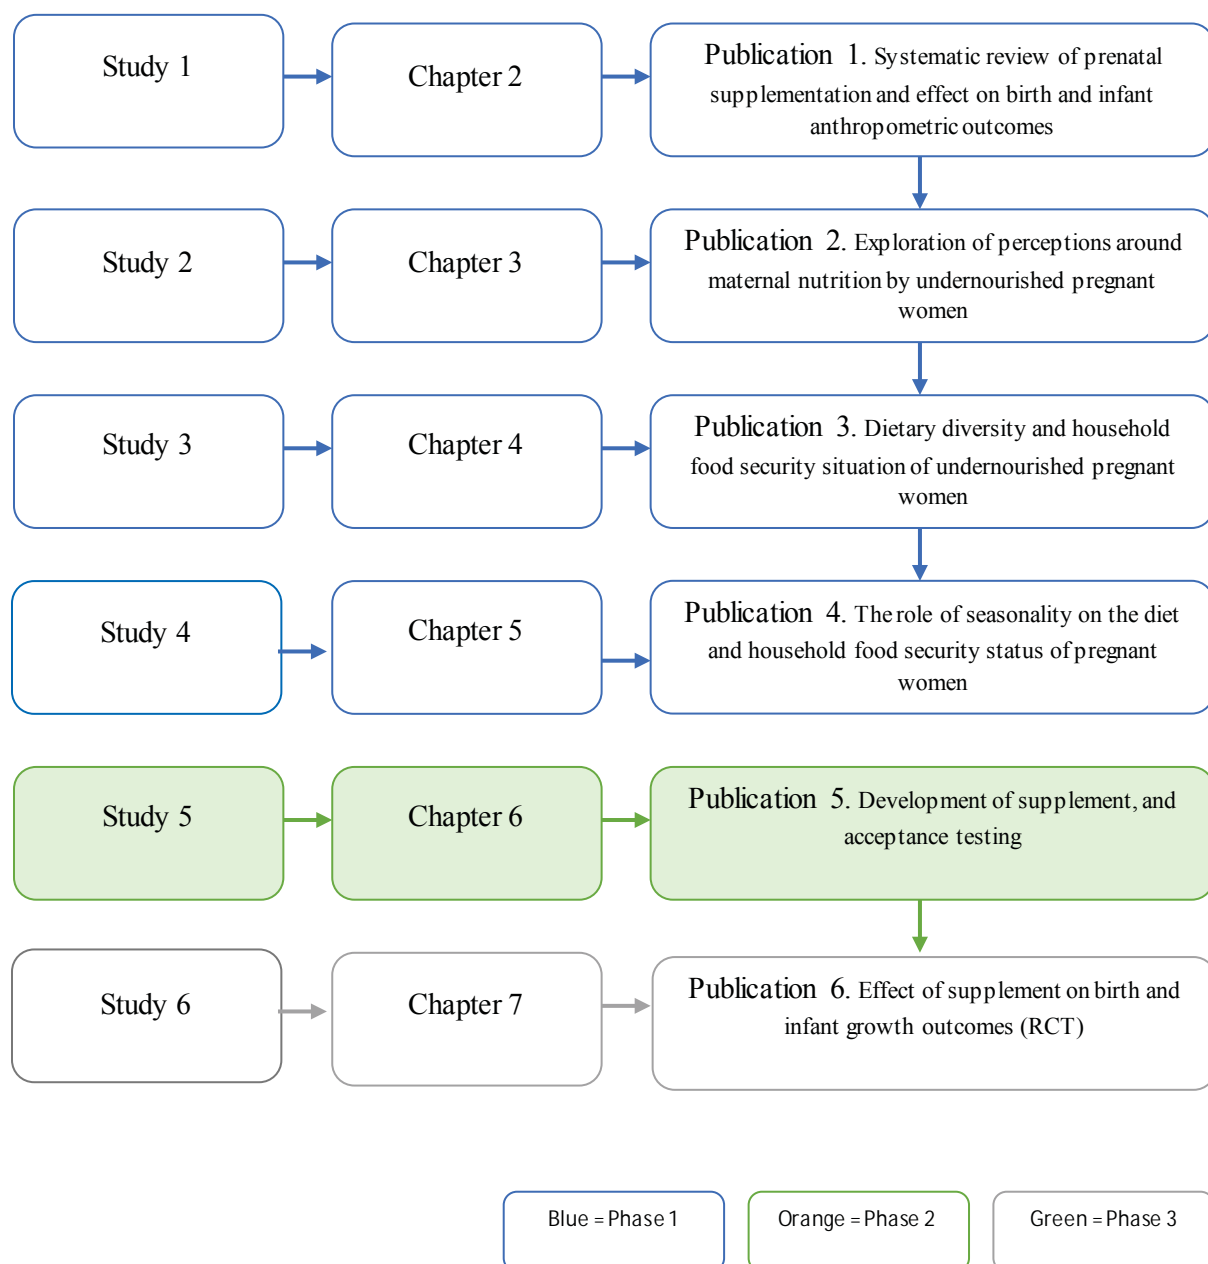 Study 1
Chapter 2
Publication 1. Systematic review of prenatal
supplementation and effect on birth and infant
anthropometric outcomes
Study 2
Chapter 3
Publication 2. Exploration of perceptions around
maternal nutrition by undernourished pregnant
women
Study 3
Chapter 4
Publication 3. Dietary diversity and household
food security situation of undernourished pregnant
women
Study 4
Chapter 5
Publication 4. The role of seasonality on the diet
and household food security status of pregnant
women
Study 5
Chapter 6
Publication 5. Development of supplement, and
acceptance testing
Study 6
Chapter 7
Publication 6. Effect of supplement on birth and
infant growth outcomes (RCT)
Blue = Phase 1
Orange = Phase 2
Green = Phase 3